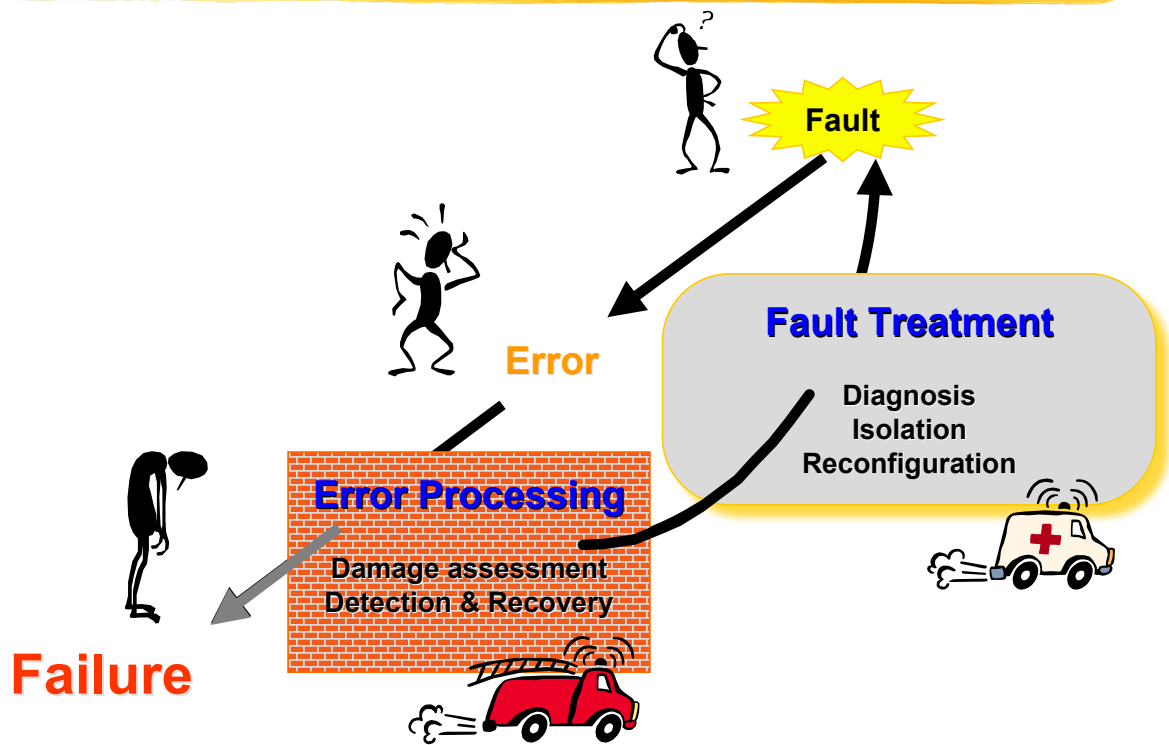 ?
Fault
Fault Treatment
Diagnosis
Isolation
Reconfiguration
Error
Error Processing
Damage assessment
Detection & Recovery
Failure